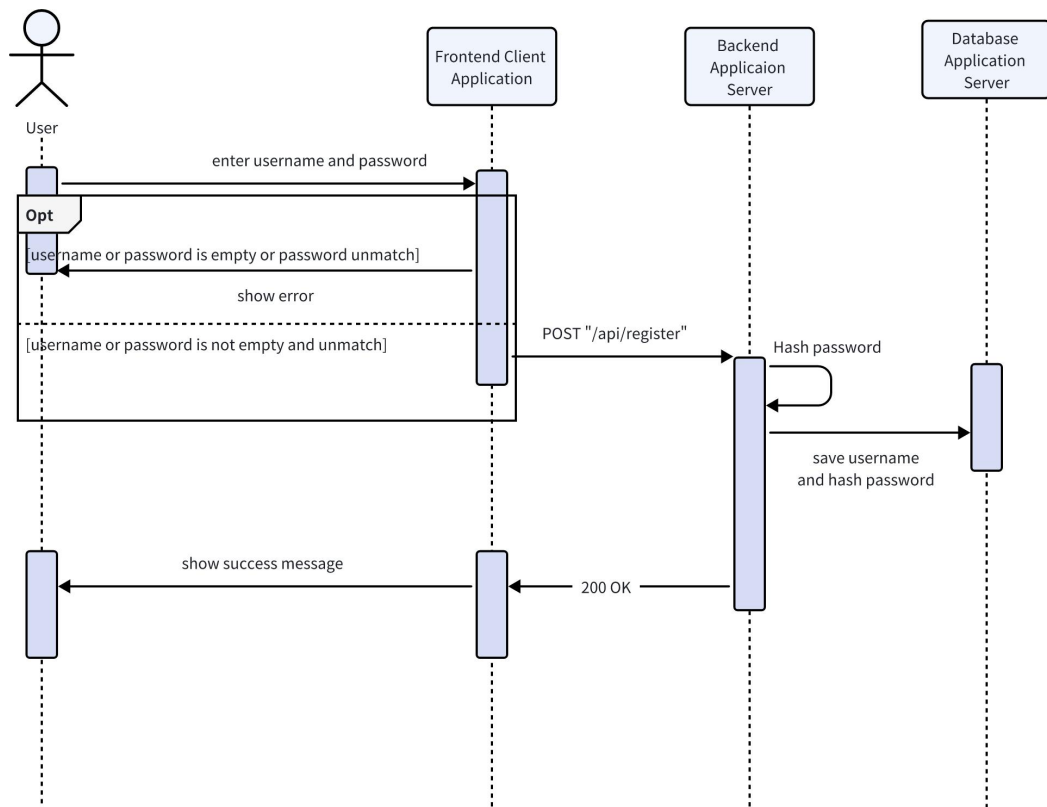 User
Frontend Client
Application
Backend
Applicaion
Server
Database
Application
Server
enter username and password
Opt
[username or password is empty or password unmatch]
show error
[username or password is not empty and unmatch]
POST "/api/register"
Hash password
save username
and hash password
show success message
200 OK